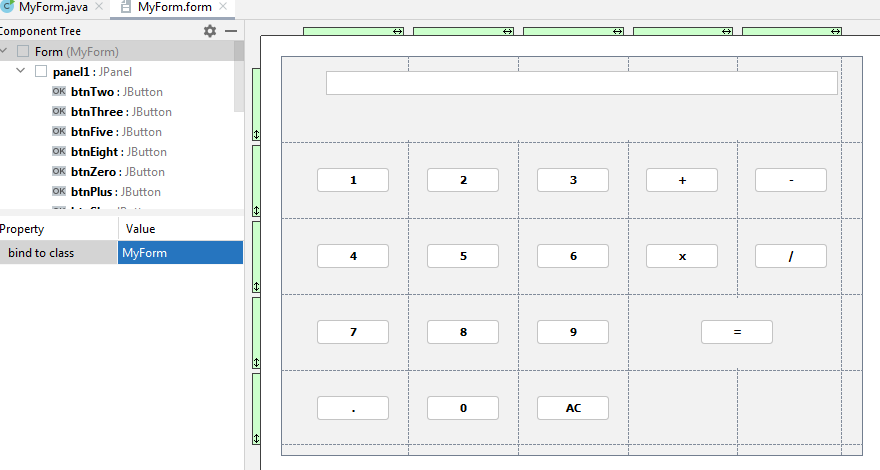 MyForm.java
MyForm.form
Component Tree
Form (MyForm)
panel1 : JPanel
OK btnTwo : JButton
OK btnThree : JButton
OK btnFive : JButton
OK btnEight : JButton
OK btnZero : JButton
OK btnPlus : JButton
Property Value
bind to class MyForm
1 2 3 + -
4 5 6 x /
7 8 9 =
. 0 AC